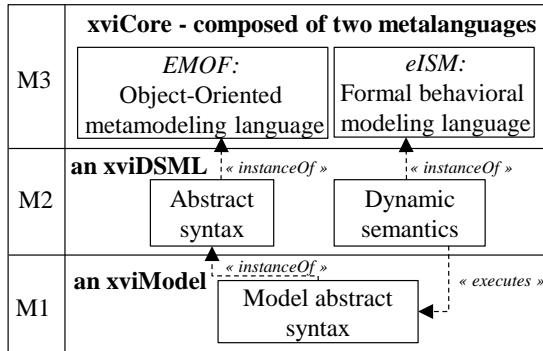 xviCore - composed of two metalanguages
M3
EMOF:
Object-Oriented
metamodeling language
eISM:
Formal behavioral
modeling language
an xviDSML
« instanceOf »
« instanceOf »
M2
Abstract
syntax
Dynamic
semantics
an xviModel
« instanceOf »
« executes »
M1
Model abstract
syntax